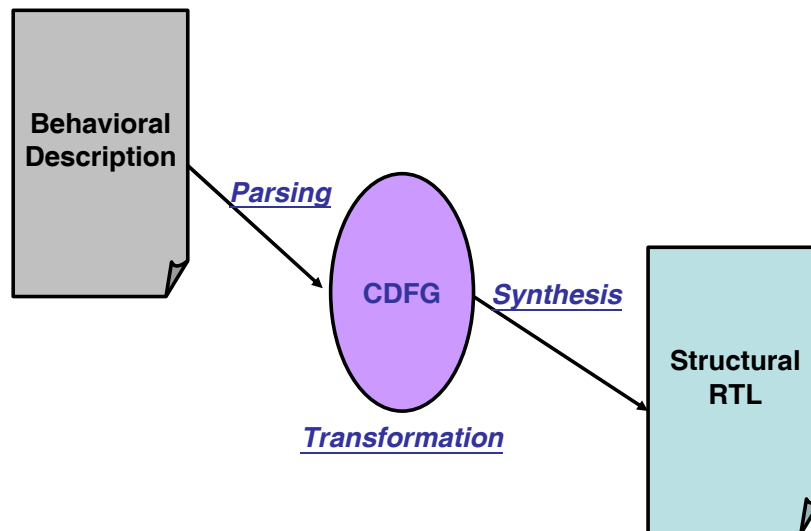 Behavioral
Description
Parsing
CDFG
Synthesis
Structural
RTL
Transformation